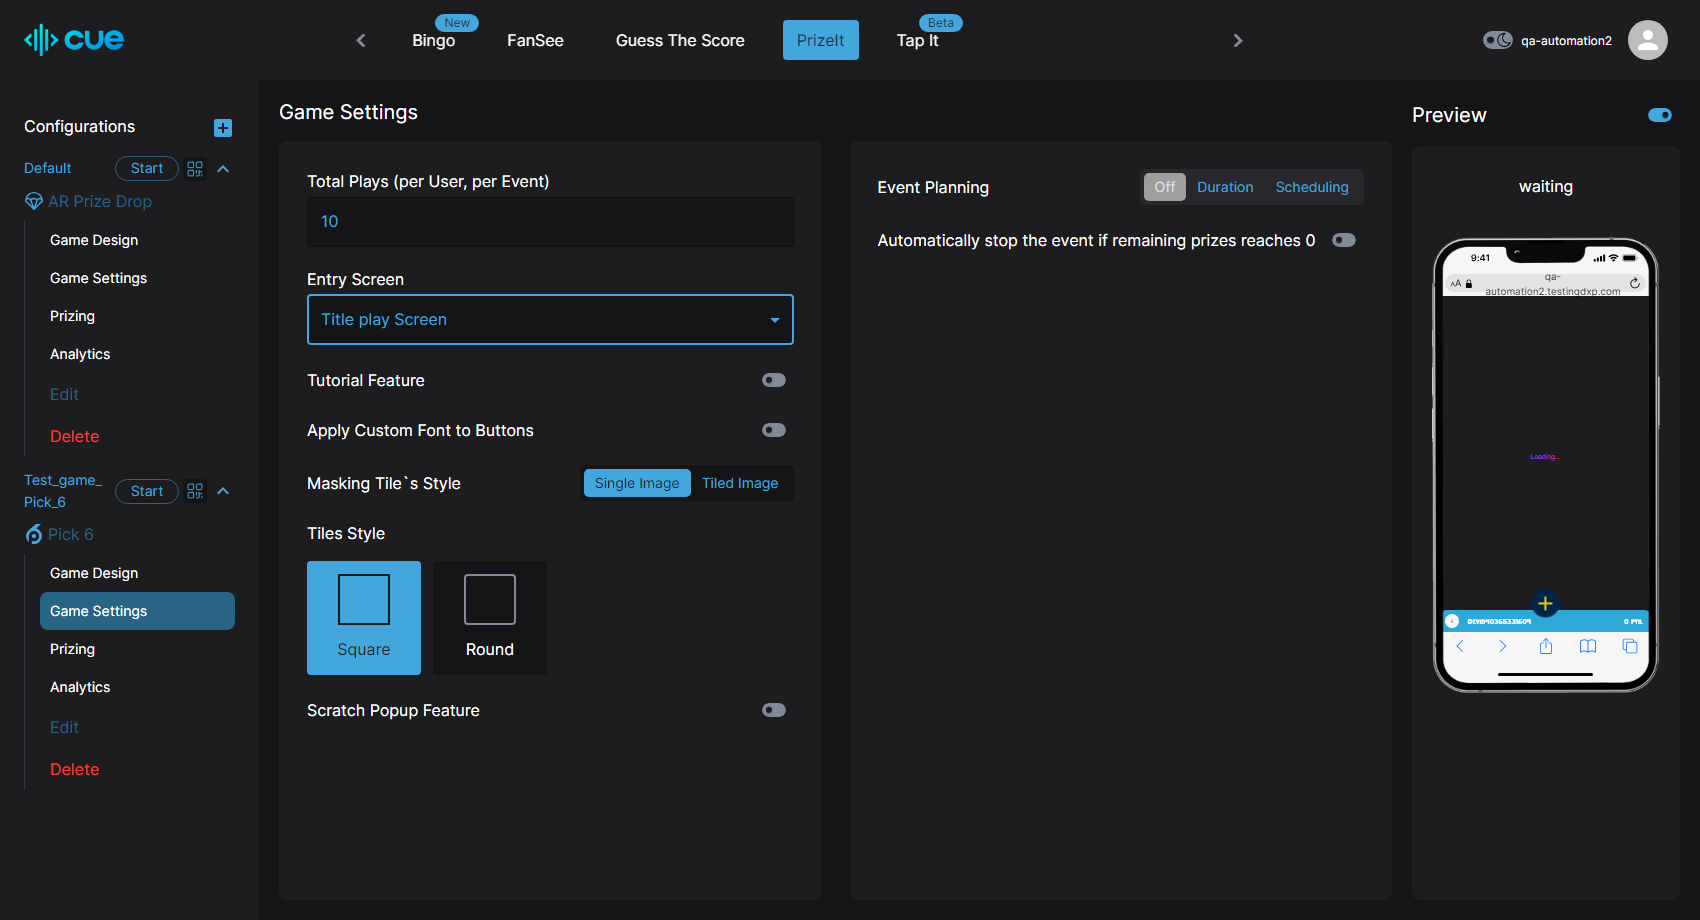 cue
New
Bingo
FanSee
Guess The Score
PrizeIt
Beta
Tap It
qa-automation2
Configurations
Default
Start
AR Prize Drop
Game Design
Game Settings
Prizing
Analytics
Edit
Delete
Test_game_
Pick_6
Start
Pick 6
Game Design
Game Settings
Prizing
Analytics
Edit
Delete
Game Settings
Total Plays (per User, per Event)
10
Entry Screen
Title play Screen
Tutorial Feature
Apply Custom Font to Buttons
Masking Tile`s Style
Single Image
Tiled Image
Tiles Style
Square
Round
Scratch Popup Feature
Event Planning
Off
Duration
Scheduling
Automatically stop the event if remaining prizes reaches 0
Preview
waiting
9:41
AA
qa-
automation2.testingdxp.com
Loading...
0 PTS.